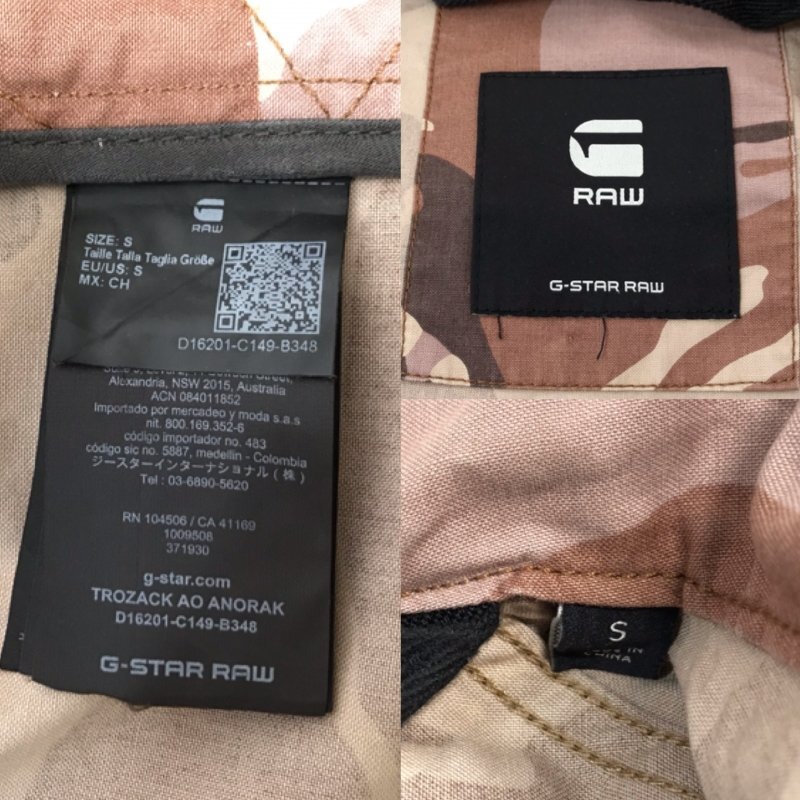 RAW
SIZE: S
Taille Talla Taglia Größe
EU/US: S
MX: CH
D16201-C149-B348
Alexandria, NSW 2015, Australia
ACN 084011852
Importado por mercadeo y moda s.a.s
nit. 800.169.352-6
código importador no. 483
código sic no. 5887, medellin - Colombia
ジースターインターナショナル(株)
Tel : 03-6890-5620
RN 104506 / CA 41169
1009508
371930
g-star.com
TROZACK AO ANORAK
D16201-C149-B348
G-STAR RAW
RAW
G-STAR RAW
S
MADE IN
CHINA